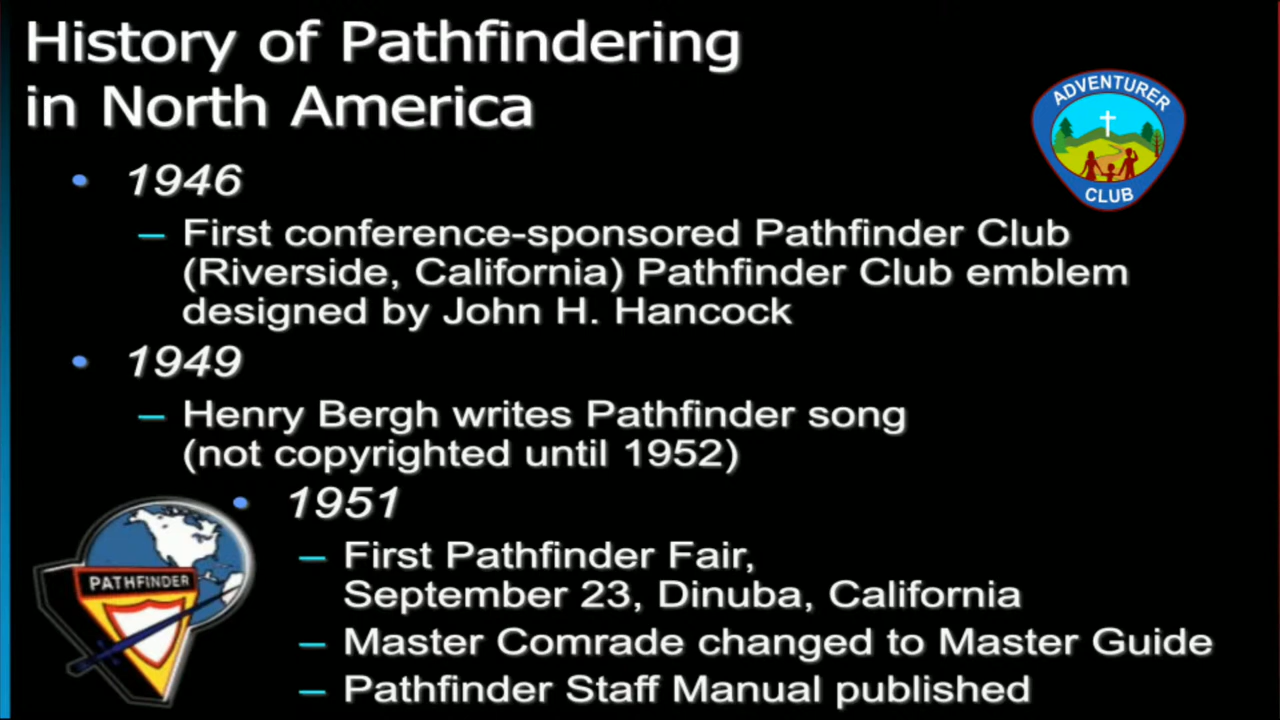 History of Pathfindering
in North America
ADVENTURER
CLUB
• 1946
– First conference-sponsored Pathfinder Club
(Riverside, California) Pathfinder Club emblem
designed by John H. Hancock
• 1949
– Henry Bergh writes Pathfinder song
(not copyrighted until 1952)
• 1951
– First Pathfinder Fair,
September 23, Dinuba, California
– Master Comrade changed to Master Guide
– Pathfinder Staff Manual published
PATHFINDER